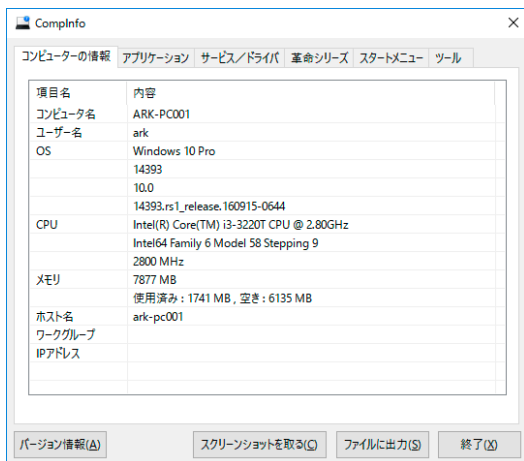 CompInfo
コンピューターの情報 アプリケーション サービス/ドライバ 革命シリーズ スタートメニュー ツール
項目名 内容
コンピュータ名 ARK-PC001
ユーザー名 ark
OS Windows 10 Pro
14393
10.0
14393.rs1_release.160915-0644
CPU Intel(R) Core(TM) i3-3220T CPU @ 2.80GHz
Intel64 Family 6 Model 58 Stepping 9
2800 MHz
メモリ 7877 MB
使用済み : 1741 MB , 空き : 6135 MB
ホスト名 ark-pc001
ワークグループ
IPアドレス
バージョン情報(A) スクリーンショットを取る(C) ファイルに出力(S) 終了(X)